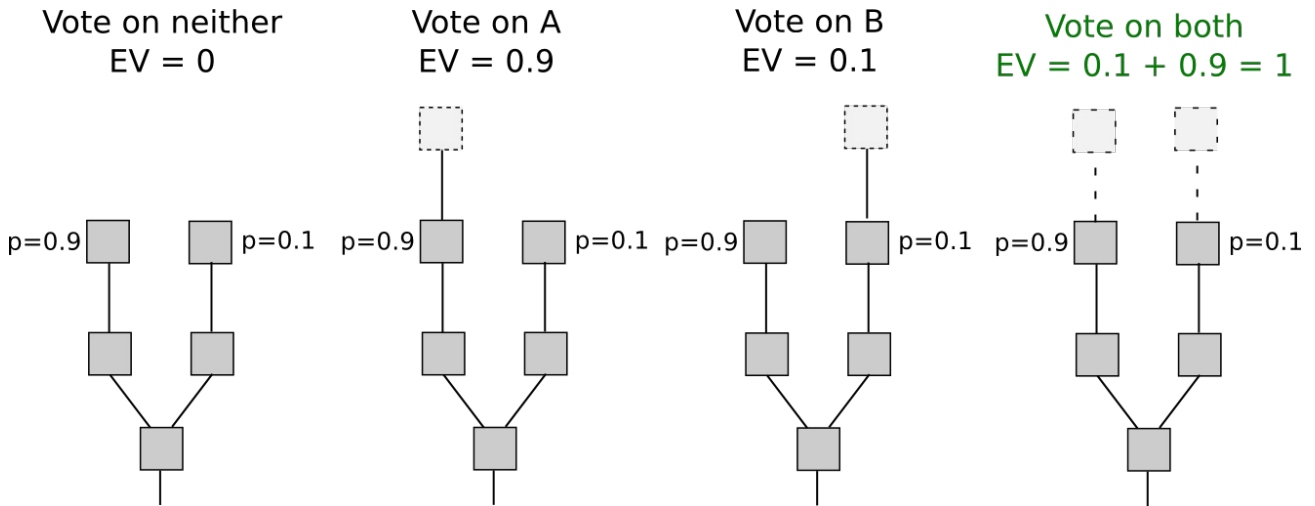 Vote on neither
EV = 0
Vote on A
EV = 0.9
Vote on B
EV = 0.1
Vote on both
EV = 0.1 + 0.9 = 1
p=0.9
p=0.1
p=0.9
p=0.1
p=0.9
p=0.1
p=0.9
p=0.1